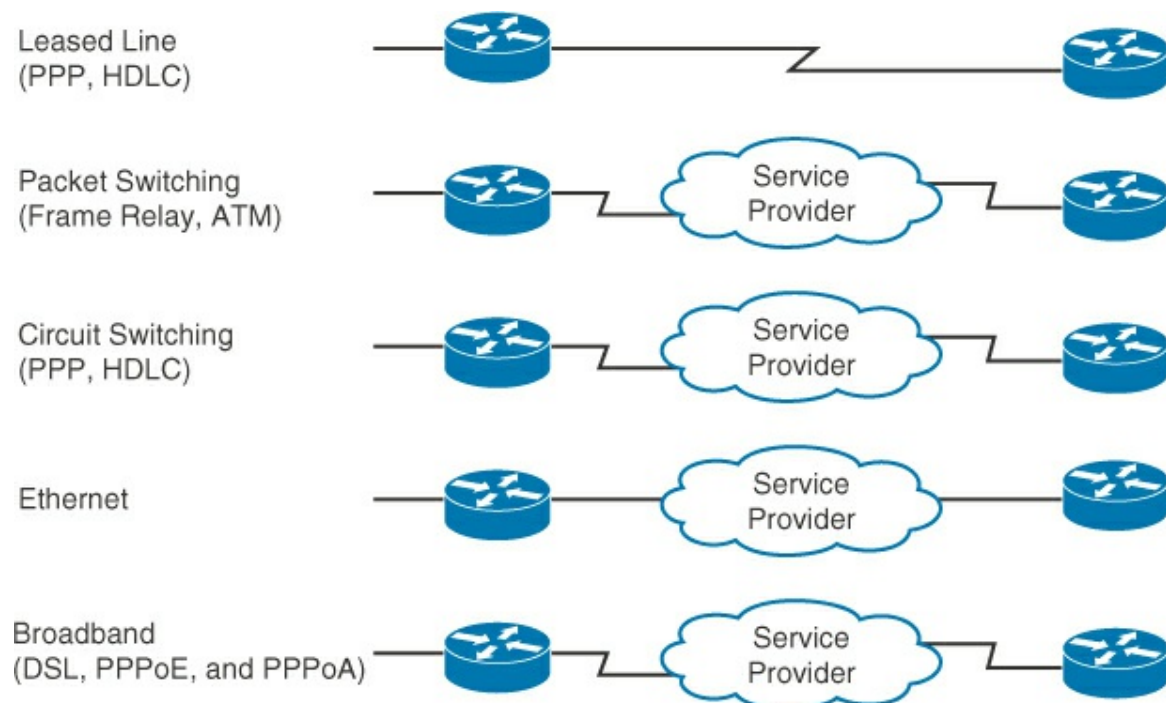 Leased Line
(PPP, HDLC)
Packet Switching
(Frame Relay, ATM)
Service
Provider
Circuit Switching
(PPP, HDLC)
Service
Provider
Ethernet
Service
Provider
Broadband
(DSL, PPPoE, and PPPoA)
Service
Provider